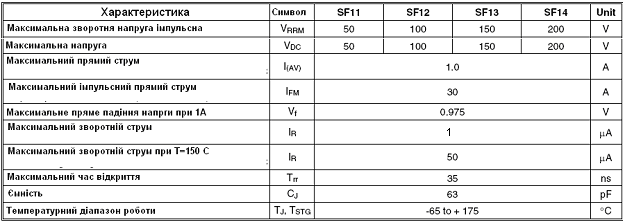 Характеристика Символ SF11 SF12 SF13 SF14 Unit
Максимальна зворотня напруга імпульсна VRRM 50 100 150 200 V
Максимальна напруга VDC 50 100 150 200 V
Максимальний прямий струм I(AV) 1.0 A
Максимальний імпульсний прямий струм IFM 30 A
Максимальне пряме падіння напрги при 1А Vf 0.975 V
Максимальний зворотній струм IR 1 μA
Максимальний зворотній струм при Т=150 С IR 50 μA
Максимальний час відкриття Trr 35 ns
Ємність CJ 63 pF
Температурний діапазон роботи TJ, TSTG -65 to + 175 °C